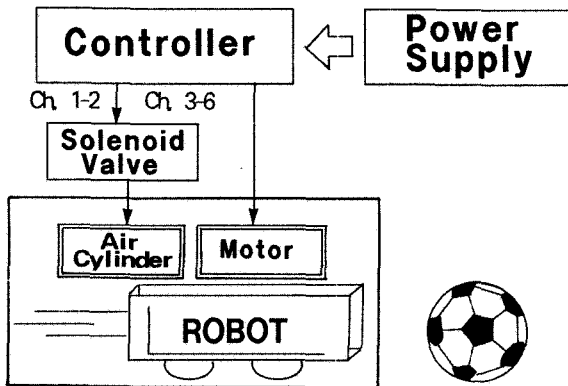 Controller
Power
Supply
Ch. 1-2
Ch. 3-6
Solenoid
Valve
Air
Cylinder
Motor
ROBOT